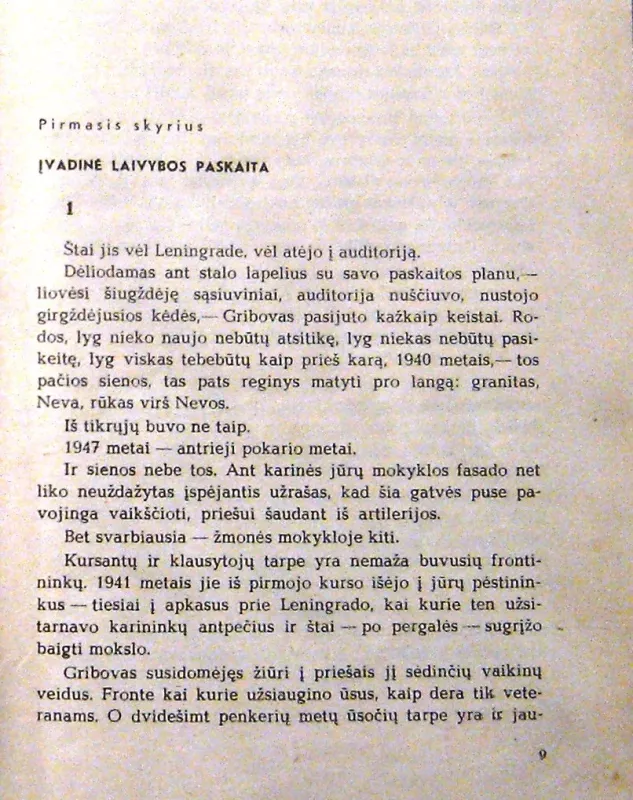 Pirmasis skyrius
ĮVADINĖ LAIVYBOS PASKAITA
1
Štai jis vėl Leningrade, vėl atėjo į auditoriją.
Dėliodamas ant stalo lapelius su savo paskaitos planu,—
liovėsi šiugždėję sąsiuviniai, auditorija nuščiuvo, nustojo
girgždėjusios kėdės,— Gribovas pasijuto kažkaip keistai. Ro-
dos, lyg nieko naujo nebūtų atsitikę, lyg niekas nebūtų pasi-
keitę, lyg viskas tebebūtų kaip prieš karą, 1940 metais,— tos
pačios sienos, tas pats reginys matyti pro langą: granitas,
Neva, rūkas virš Nevos.
Iš tikrųjų buvo ne taip.
1947 metai — antrieji pokario metai.
Ir sienos nebe tos. Ant karinės jūrų mokyklos fasado net
liko neuždažytas įspėjantis užrašas, kad šia gatvės puse pa-
vojinga vaikščioti, priešui šaudant iš artilerijos.
Bet svarbiausia — žmonės mokykloje kiti.
Kursantų ir klausytojų tarpe yra nemaža buvusių fronti-
ninkų. 1941 metais jie iš pirmojo kurso išėjo į jūrų pėstinin-
kus — tiesiai į apkasus prie Leningrado, kai kurie ten užsi-
tarnavo karininkų antpečius ir štai — po pergalės — sugrįžo
baigti mokslo.
Gribovas susidomėjęs žiūri į priešais jį sėdinčių vaikinų
veidus. Fronte kai kurie užsiaugino ūsus, kaip dera tik vete-
ranams. O dvidešimt penkerių metų ūsočių tarpe yra ir jau-
9